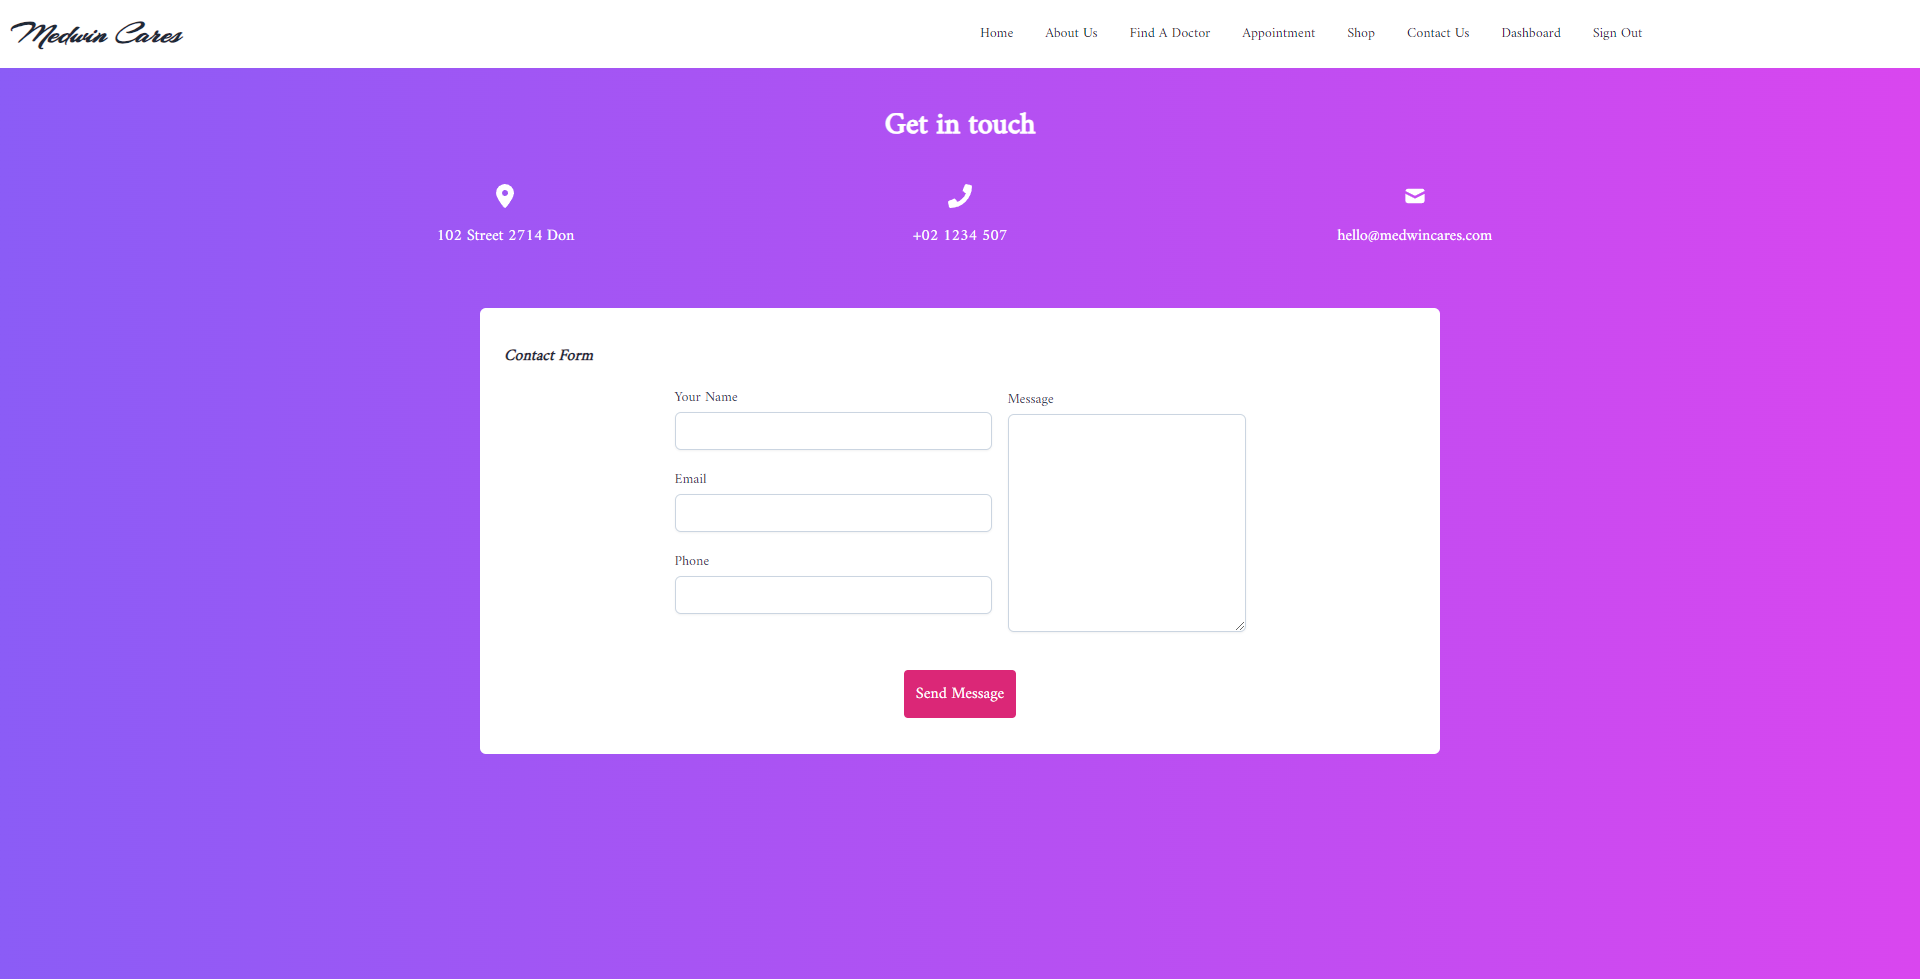 Medwin Cares
Home About Us Find A Doctor Appointment Shop Contact Us Dashboard Sign Out
Get in touch
102 Street 2714 Don
+02 1234 507
hello@medwincares.com
Contact Form
Your Name
Message
Email
Phone
Send Message